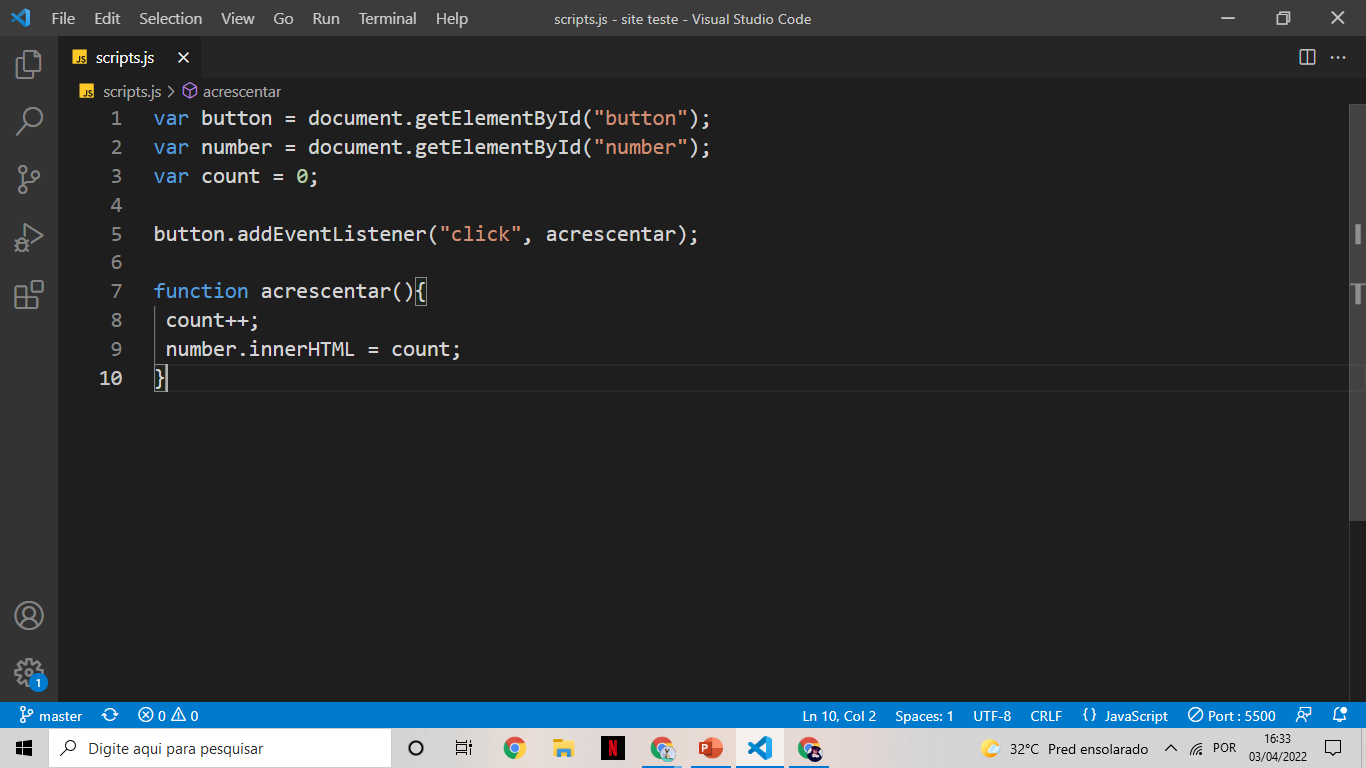 File Edit Selection View Go Run Terminal Help scripts.js - site teste - Visual Studio Code
JS scripts.js
JS scripts.js > acrescentar
1 var button = document.getElementById("button");
2 var number = document.getElementById("number");
3 var count = 0;
4
5 button.addEventListener("click", acrescentar);
6
7 function acrescentar(){
8 count++;
9 number.innerHTML = count;
10 }
1
master 0 0 Ln 10, Col 2 Spaces: 1 UTF-8 CRLF {} JavaScript Port : 5500
Digite aqui para pesquisar N P 32°C Pred ensolarado POR 16:33
03/04/2022